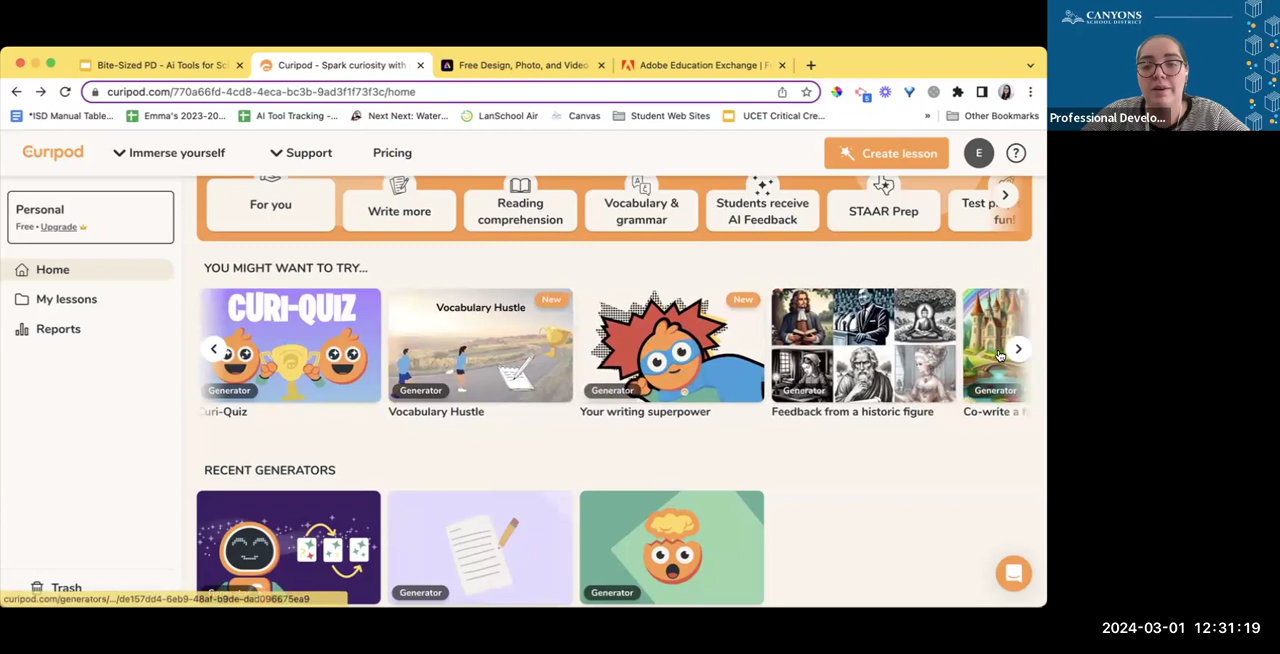 CANYONS
SCHOOL DISTRICT
Bite-Sized PD - Ai Tools for Sc
Curipod - Spark curiosity with
Free Design, Photo, and Video
Adobe Education Exchange | F
curipod.com/770a66fd-4cd8-4eca-bc3b-9ad3f1f73f3c/home
Professional Develo...
*ISD Manual Table...
Emma's 2023-20...
AI Tool Tracking -...
Next Next: Water...
LanSchool Air
Canvas
Student Web Sites
UCET Critical Cre...
»
Other Bookmarks
Curipod
Immerse yourself
Support
Pricing
Create lesson
E
?
Personal
Free • Upgrade
Home
My lessons
Reports
Trash
For you
Write more
Reading
comprehension
Vocabulary &
grammar
Students receive
AI Feedback
STAAR Prep
Test p
fun!
YOU MIGHT WANT TO TRY...
CURI-QUIZ
Generator
Curi-Quiz
Vocabulary Hustle
New
Generator
Vocabulary Hustle
New
Generator
Your writing superpower
Generator
Feedback from a historic figure
Generator
Co-write a f
RECENT GENERATORS
Generator
Generator
curipod.com/generators/.../de157dd4-6eb9-48af-b9de-dad096675ea9
2024-03-01 12:31:19